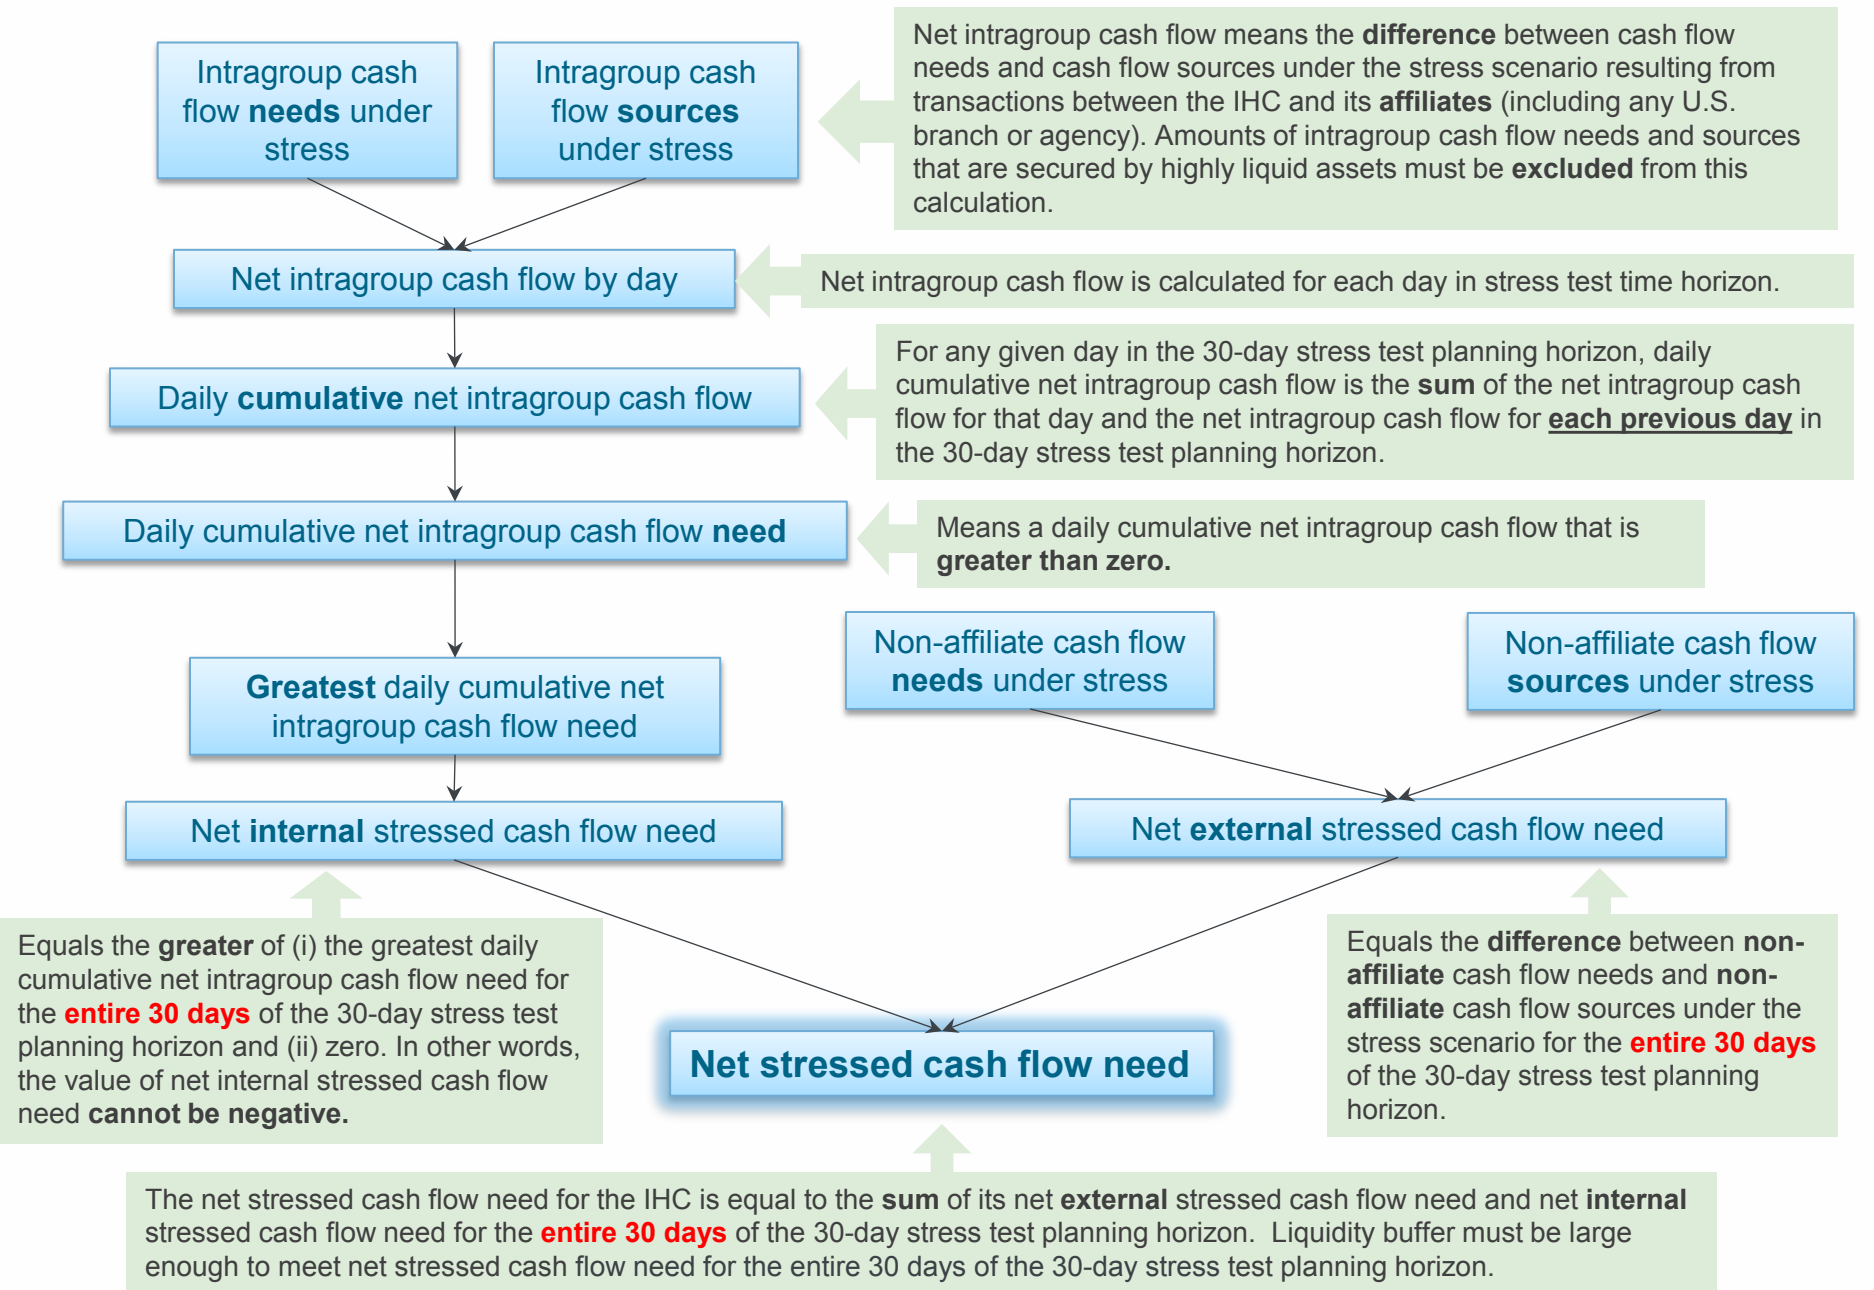 Intragroup cash
flow needs under
stress
Intragroup cash
flow sources
under stress
Net intragroup cash flow means the difference between cash flow
needs and cash flow sources under the stress scenario resulting from
transactions between the IHC and its affiliates (including any U.S.
branch or agency). Amounts of intragroup cash flow needs and sources
that are secured by highly liquid assets must be excluded from this
calculation.
Net intragroup cash flow by day
Net intragroup cash flow is calculated for each day in stress test time horizon.
Daily cumulative net intragroup cash flow
For any given day in the 30-day stress test planning horizon, daily
cumulative net intragroup cash flow is the sum of the net intragroup cash
flow for that day and the net intragroup cash flow for each previous day in
the 30-day stress test planning horizon.
Daily cumulative net intragroup cash flow need
Means a daily cumulative net intragroup cash flow that is
greater than zero.
Greatest daily cumulative net
intragroup cash flow need
Non-affiliate cash flow
needs under stress
Non-affiliate cash flow
sources under stress
Net internal stressed cash flow need
Net external stressed cash flow need
Equals the greater of (i) the greatest daily
cumulative net intragroup cash flow need for
the entire 30 days of the 30-day stress test
planning horizon and (ii) zero. In other words,
the value of net internal stressed cash flow
need cannot be negative.
Equals the difference between non-
affiliate cash flow needs and non-
affiliate cash flow sources under the
stress scenario for the entire 30 days
of the 30-day stress test planning
horizon.
Net stressed cash flow need
The net stressed cash flow need for the IHC is equal to the sum of its net external stressed cash flow need and net internal
stressed cash flow need for the entire 30 days of the 30-day stress test planning horizon.  Liquidity buffer must be large
enough to meet net stressed cash flow need for the entire 30 days of the 30-day stress test planning horizon.